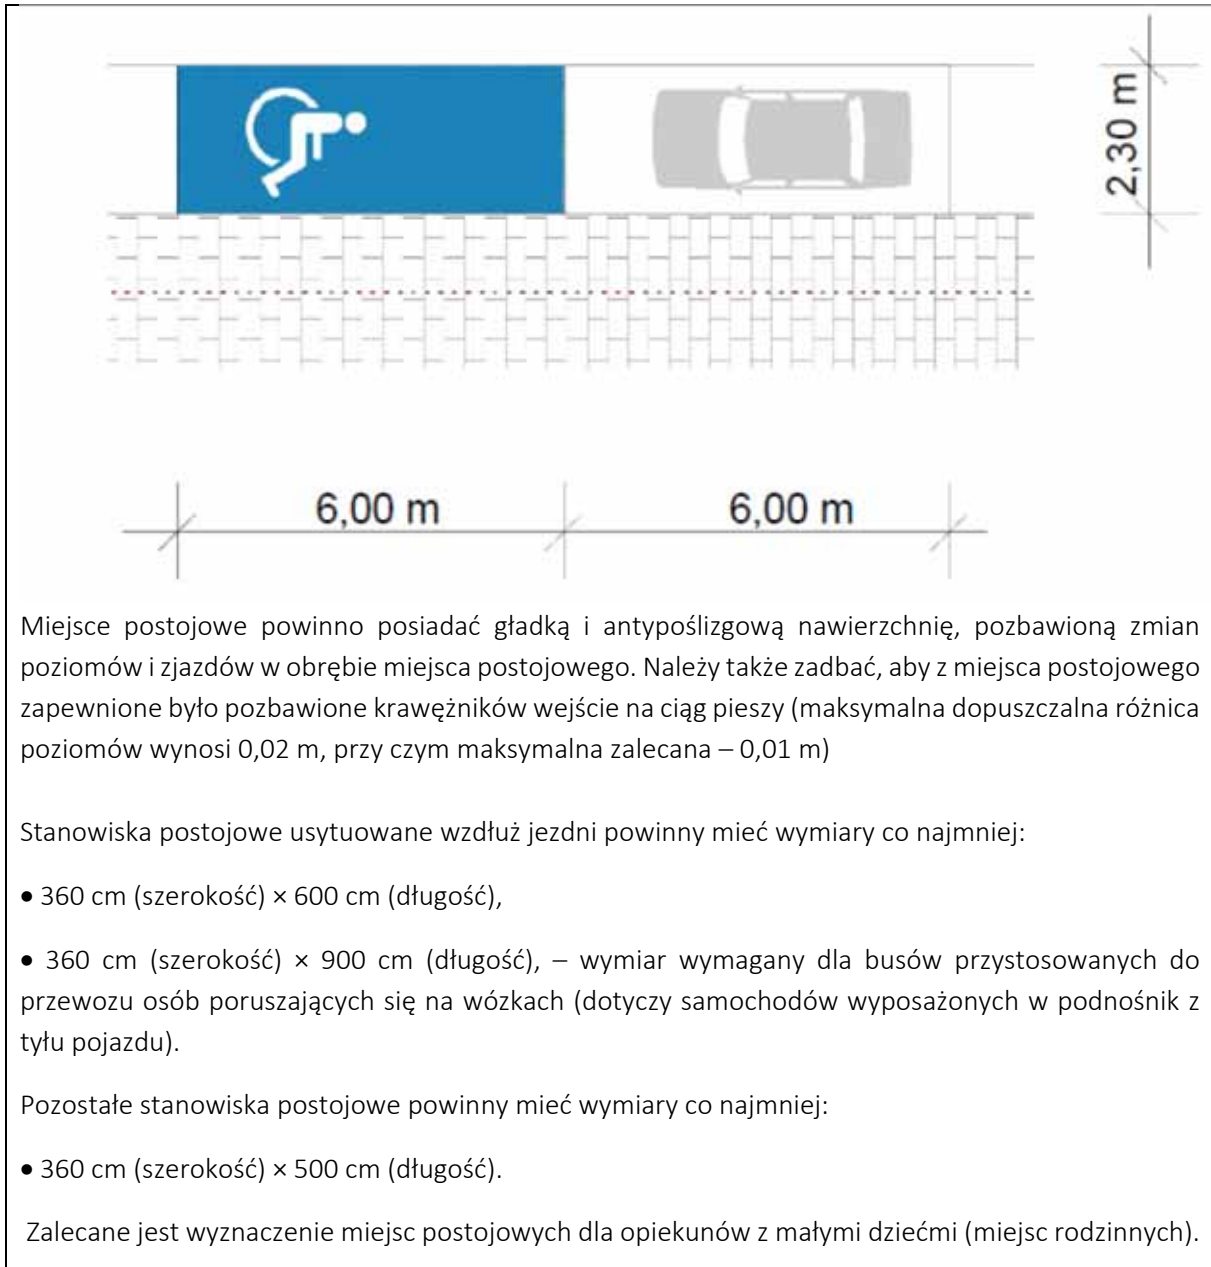 2,30 m
6,00 m
6,00 m
Miejsce postojowe powinno posiadać gładką i antypoślizgową nawierzchnię, pozbawioną zmian
poziomów i zjazdów w obrębie miejsca postojowego. Należy także zadbać, aby z miejsca postojowego
zapewnione było pozbawione krawężników wejście na ciąg pieszy (maksymalna dopuszczalna różnica
poziomów wynosi 0,02 m, przy czym maksymalna zalecana – 0,01 m)
Stanowiska postojowe usytuowane wzdłuż jezdni powinny mieć wymiary co najmniej:
• 360 cm (szerokość) × 600 cm (długość),
• 360 cm (szerokość) × 900 cm (długość), – wymiar wymagany dla busów przystosowanych do
przewozu osób poruszających się na wózkach (dotyczy samochodów wyposażonych w podnośnik z
tyłu pojazdu).
Pozostałe stanowiska postojowe powinny mieć wymiary co najmniej:
• 360 cm (szerokość) × 500 cm (długość).
Zalecane jest wyznaczenie miejsc postojowych dla opiekunów z małymi dziećmi (miejsc rodzinnych).